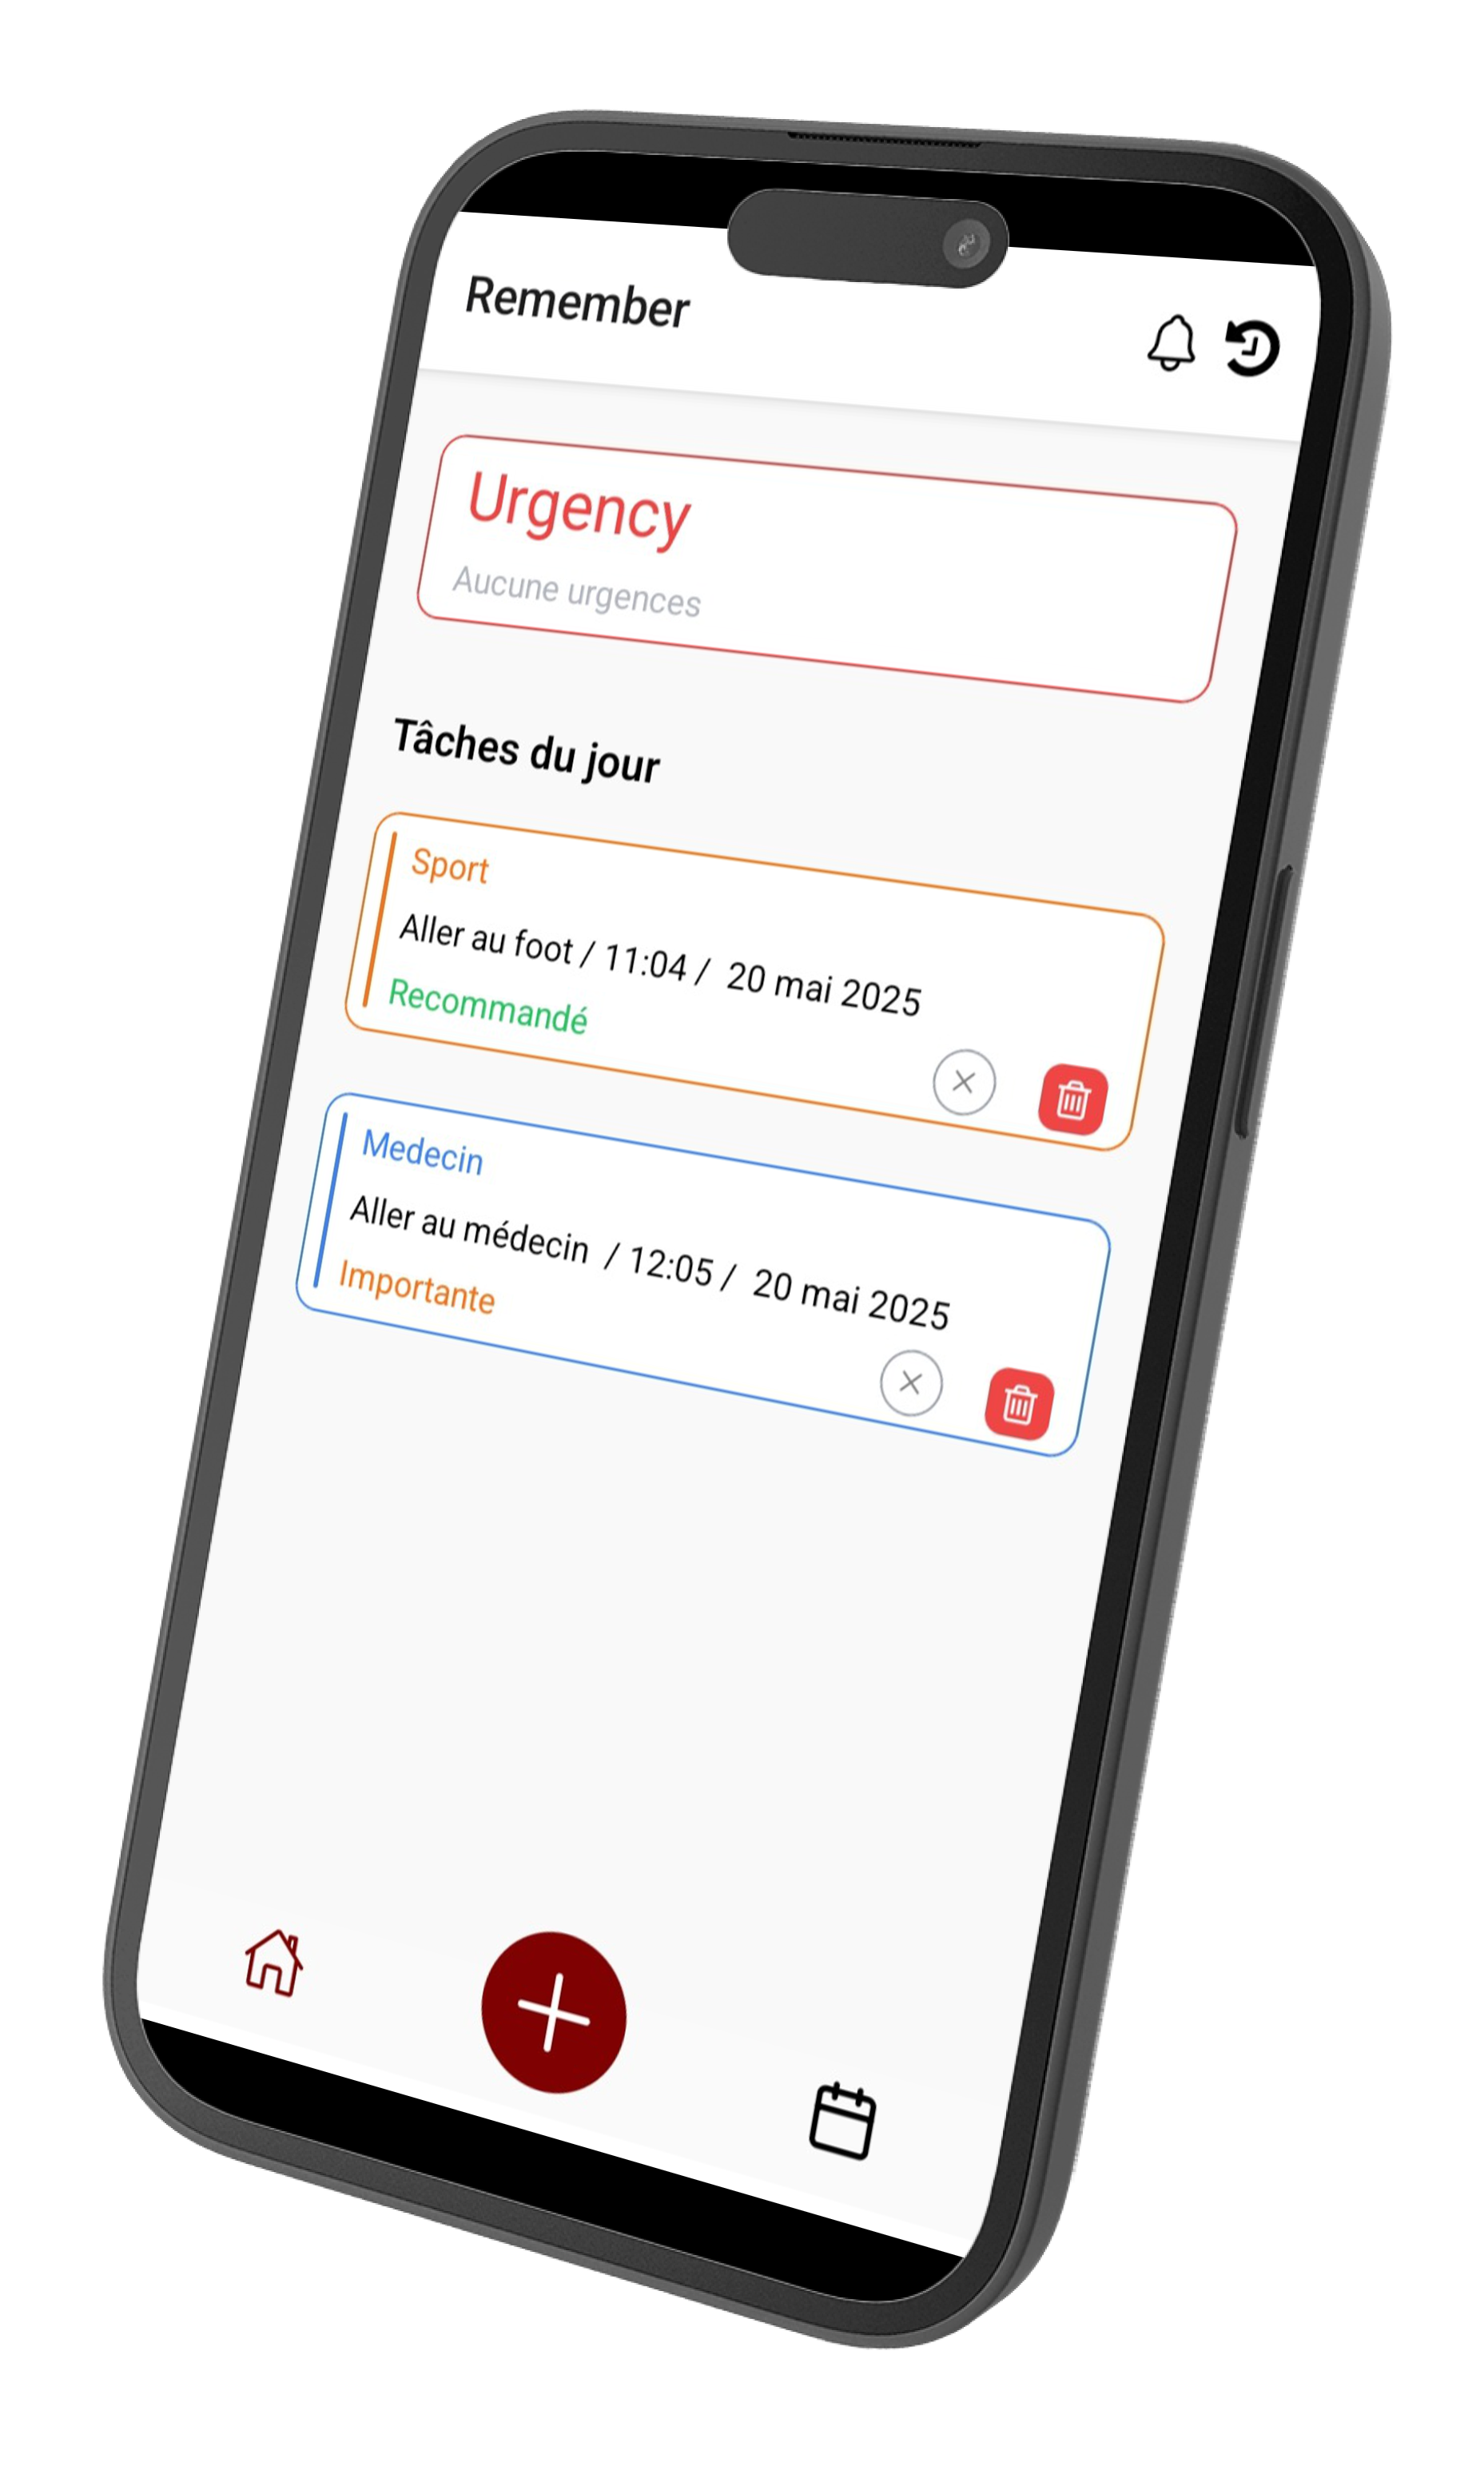 Remember
Urgency
Aucune urgences
Tâches du jour
Sport
Aller au foot / 11:04 / 20 mai 2025
Recommandé
Medecin
Aller au médecin / 12:05 / 20 mai 2025
Importante